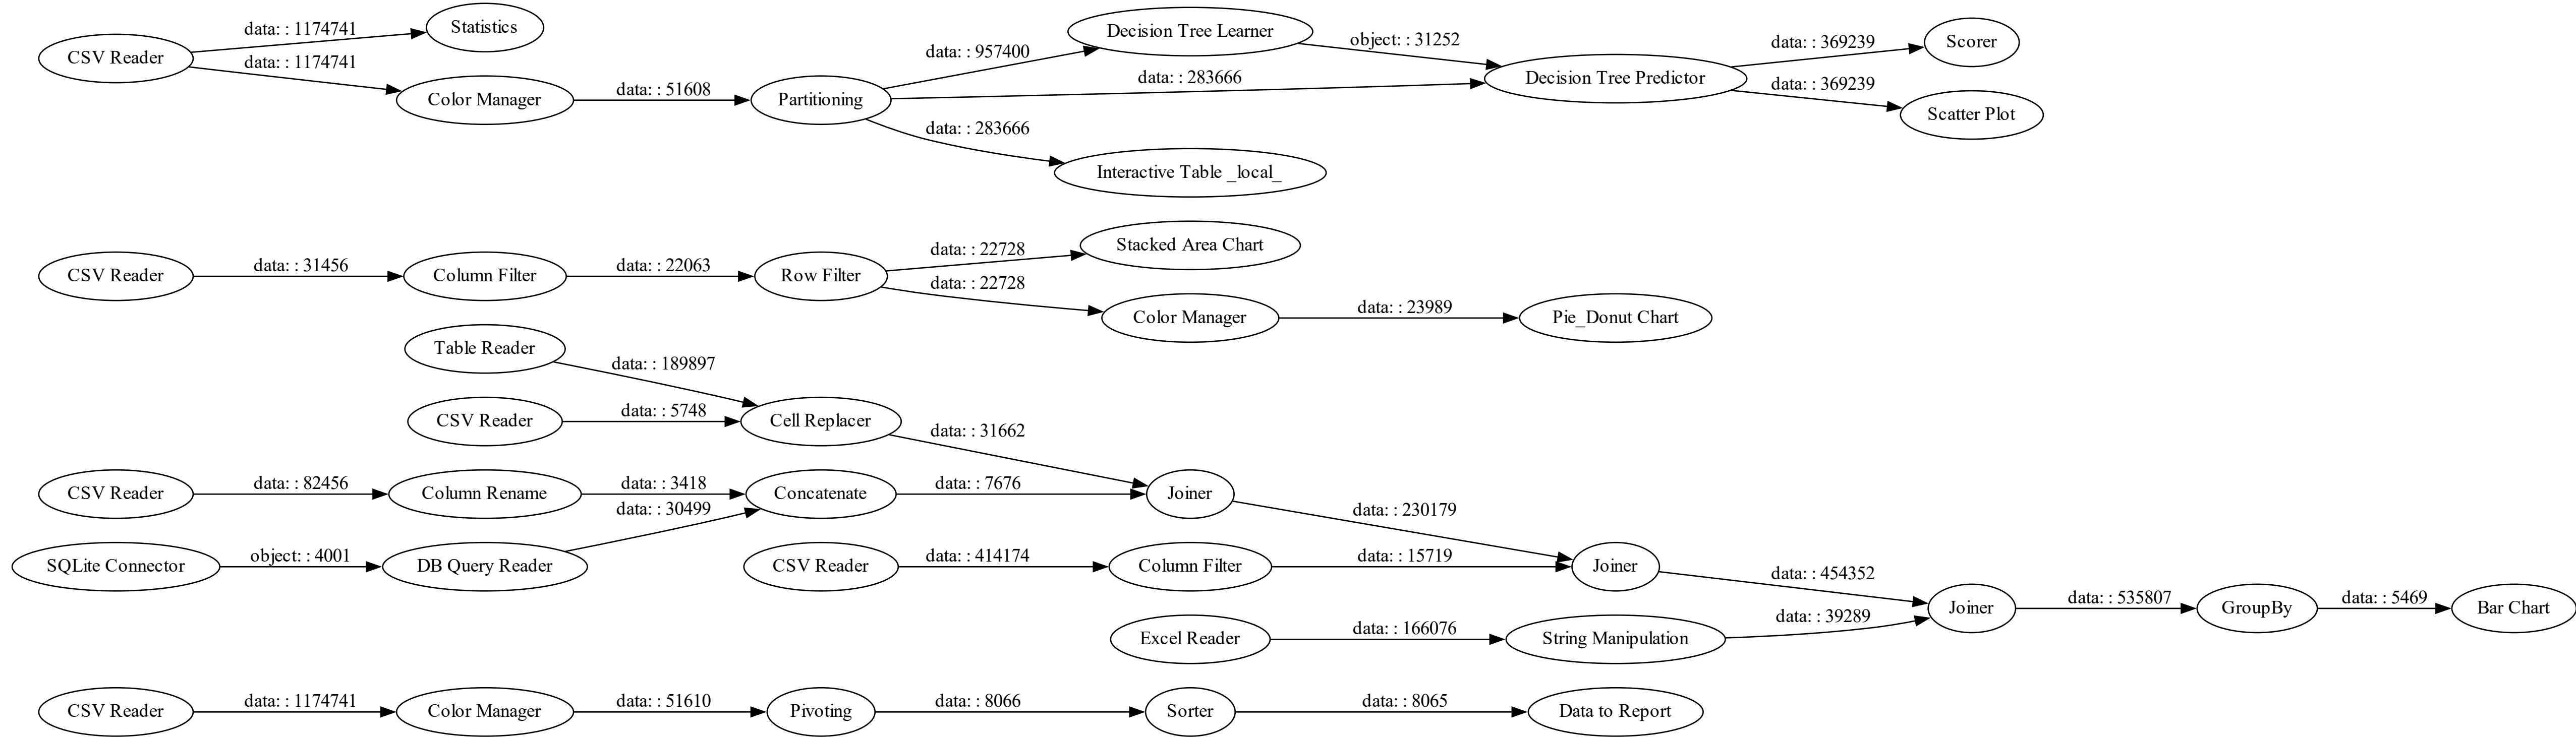 CSV Reader
data: : 1174741
Statistics
data: : 1174741
Color Manager
data: : 51608
Partitioning
data: : 957400
Decision Tree Learner
object: : 31252
data: : 283666
Decision Tree Predictor
data: : 369239
Scorer
data: : 369239
Scatter Plot
data: : 283666
Interactive Table _local_
CSV Reader
data: : 31456
Column Filter
data: : 22063
Row Filter
data: : 22728
Stacked Area Chart
data: : 22728
Color Manager
data: : 23989
Pie_Donut Chart
Table Reader
data: : 189897
CSV Reader
data: : 5748
Cell Replacer
data: : 31662
CSV Reader
data: : 82456
Column Rename
data: : 3418
Concatenate
data: : 7676
Joiner
data: : 30499
SQLite Connector
object: : 4001
DB Query Reader
data: : 230179
CSV Reader
data: : 414174
Column Filter
data: : 15719
Joiner
data: : 454352
Excel Reader
data: : 166076
String Manipulation
data: : 39289
Joiner
data: : 535807
GroupBy
data: : 5469
Bar Chart
CSV Reader
data: : 1174741
Color Manager
data: : 51610
Pivoting
data: : 8066
Sorter
data: : 8065
Data to Report